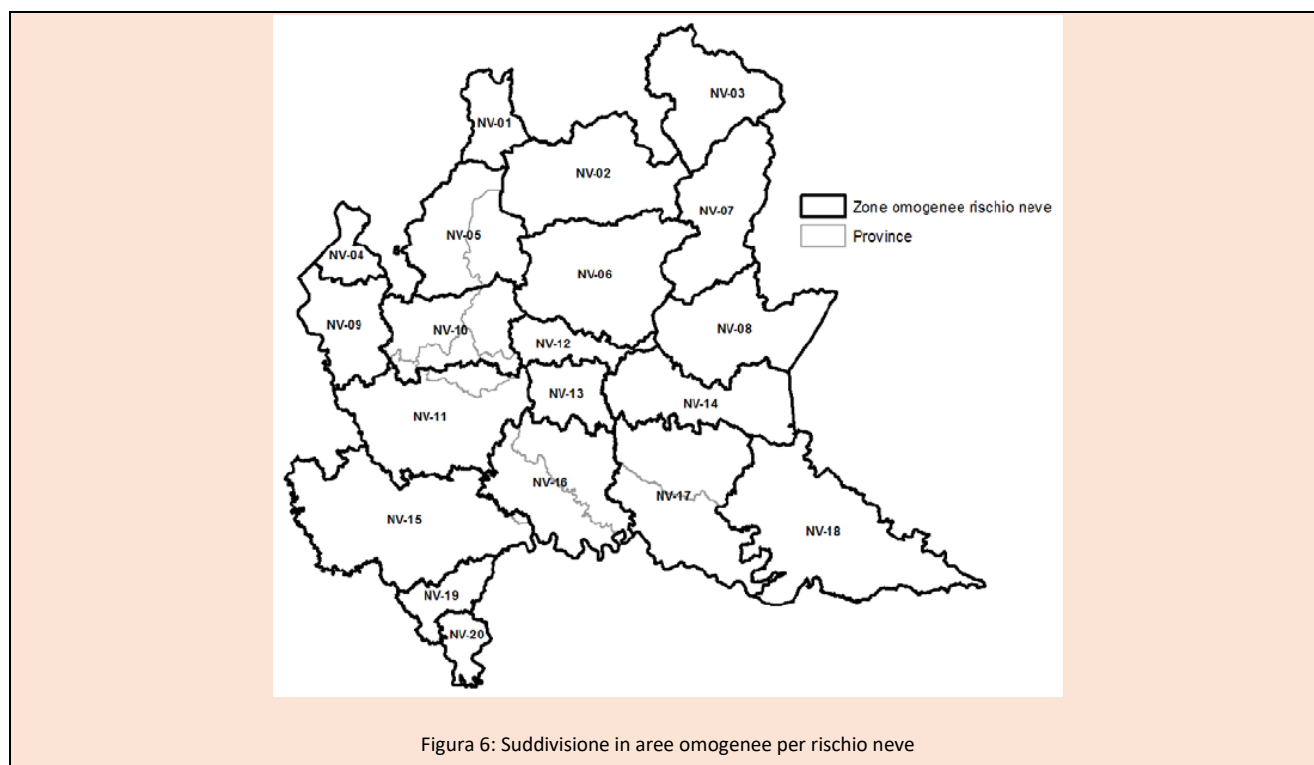 NV-03
NV-01
NV-02
NV-07
Zone omogenee rischio neve
Province
NV-05
NV-04
NV-06
NV-09
NV-10
NV-08
NV-12
NV-13
NV-14
NV-11
NV-16
NV-17
NV-15
NV-18
NV-19
NV-20
Figura 6: Suddivisione in aree omogenee per rischio neve